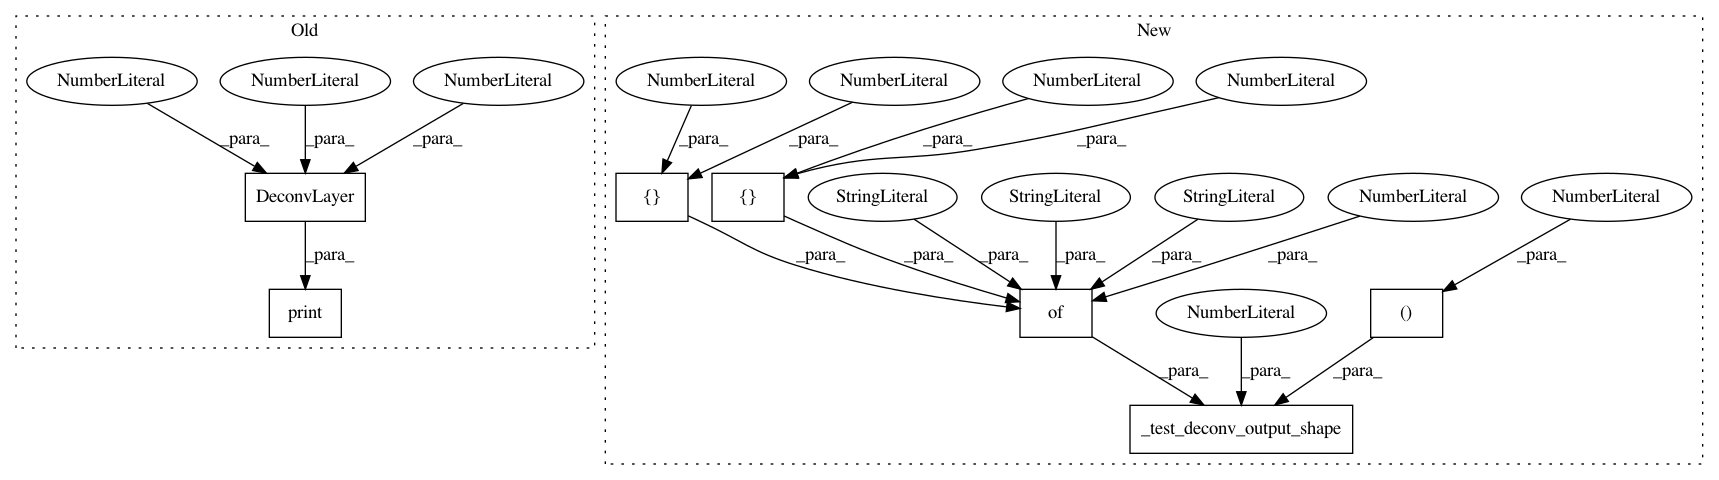 Old
New
NumberLiteral
NumberLiteral
NumberLiteral
NumberLiteral
NumberLiteral
NumberLiteral
NumberLiteral
_para_
_para_
_para_
_para_
_para_
_para_
_para_
DeconvLayer
{}
{}
StringLiteral
StringLiteral
StringLiteral
NumberLiteral
NumberLiteral
_para_
_para_
_para_
_para_
_para_
_para_
_para_
_para_
print
of
NumberLiteral
()
_para_
_para_
_para_
_test_deconv_output_shape